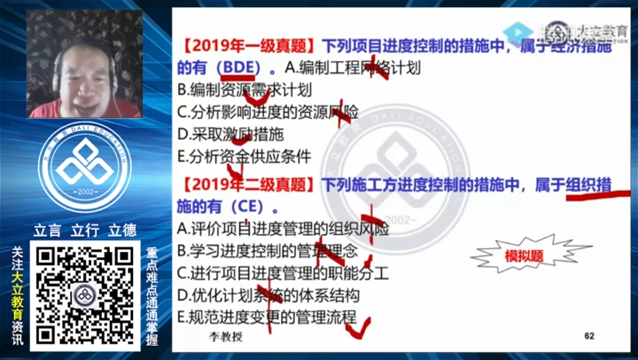 大立教育
【2019年一级真题】下列项目进度控制的措施中，属于经济措施
的有（BDE）。A.编制工程网络计划
B.编制资源需求计划
C.分析影响进度的资源风险
D.采取激励措施
E.分析资金供应条件
【2019年二级真题】下列施工方进度控制的措施中，属于组织措
施的有（CE）。
A.评价项目进度管理的组织风险
B.学习进度控制的管理理念
C.进行项目进度管理的职能分工
D.优化计划系统的体系结构
E.规范进度变更的管理流程
模拟题
DALI EDUCATION
2002
立言 立行 立德
关注大立教育资讯
重点难点通通掌握
李教授
62